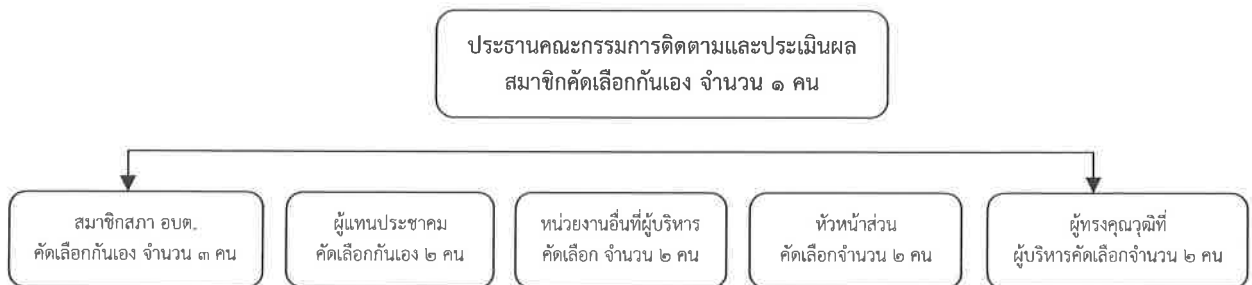 ประธานคณะกรรมการติดตามและประเมินผล
สมาชิกคัดเลือกกันเอง จำนวน ๑ คน
สมาชิกสภา อบต.
คัดเลือกกันเอง จำนวน ๓ คน
ผู้แทนประชาคม
คัดเลือกกันเอง ๒ คน
หน่วยงานอื่นที่ผู้บริหาร
คัดเลือก จำนวน ๒ คน
หัวหน้าส่วน
คัดเลือกจำนวน ๒ คน
ผู้ทรงคุณวุฒิที่
ผู้บริหารคัดเลือกจำนวน ๒ คน